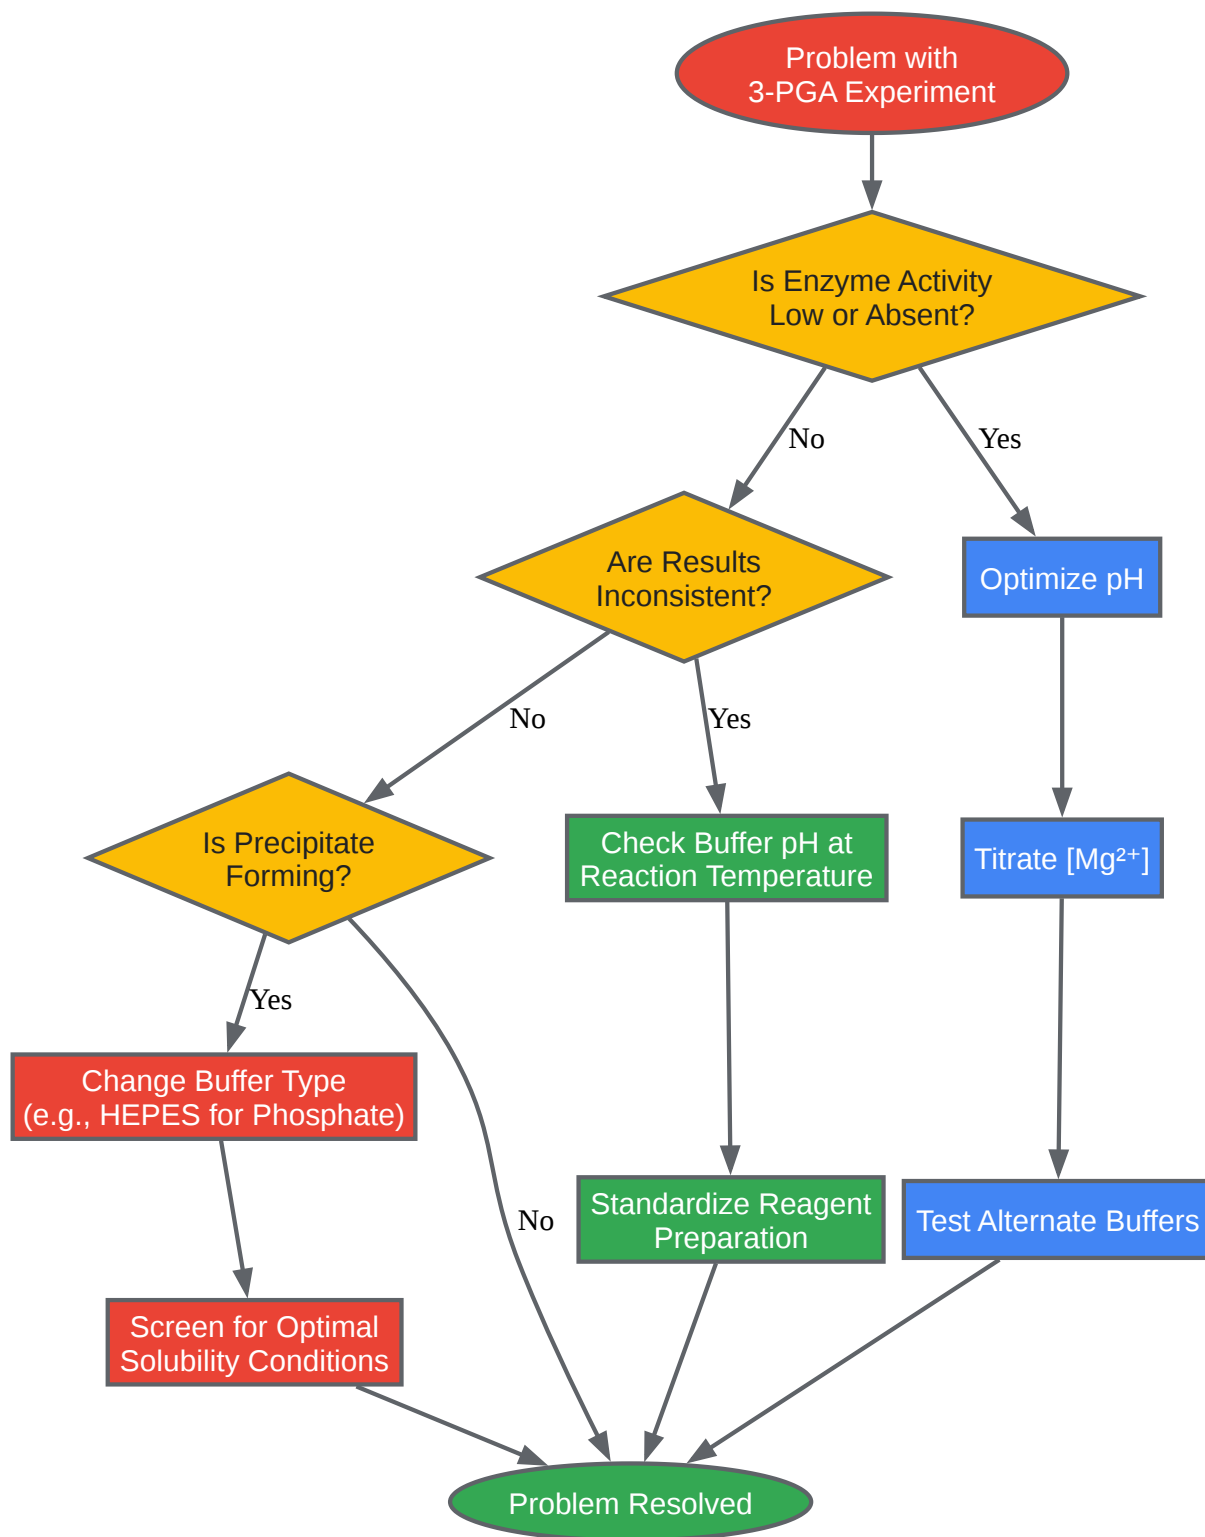 Problem with
3-PGA Experiment
Is Enzyme Activity
Low or Absent?
No
Yes
Are Results
Inconsistent?
Optimize pH
No
Yes
Is Precipitate
Forming?
Check Buffer pH at
Reaction Temperature
Titrate [Mg²⁺]
Yes
Change Buffer Type
(e.g., HEPES for Phosphate)
No
Standardize Reagent
Preparation
Test Alternate Buffers
Screen for Optimal
Solubility Conditions
Problem Resolved